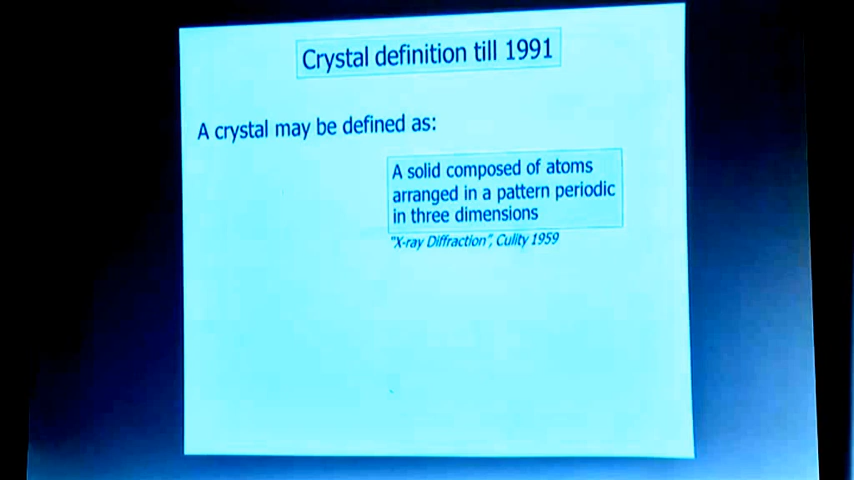 Crystal definition till 1991
A crystal may be defined as:
A solid composed of atoms
arranged in a pattern periodic
in three dimensions
"X-ray Diffraction", Culity 1959